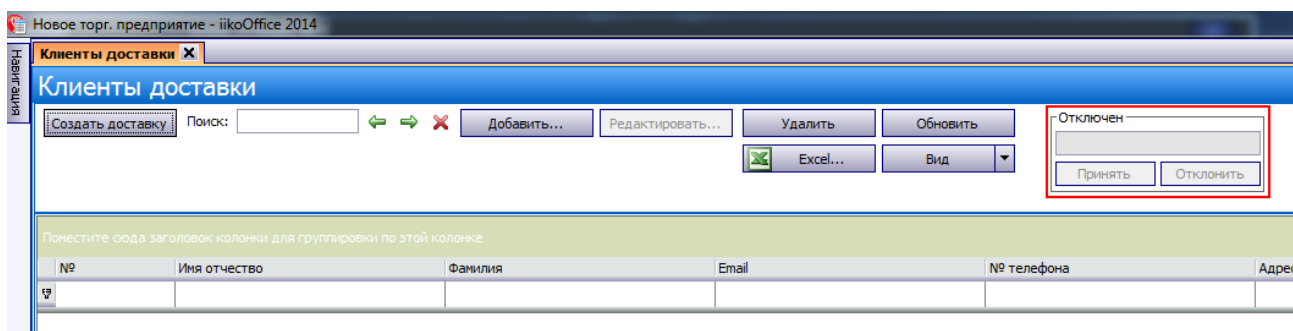 Новое торг. предприятие - iikoOffice 2014
Навигация
Клиенты доставки X
Клиенты доставки
Создать доставку Поиск: Добавить... Редактировать... Удалить Обновить
Excel... Вид
Отключен
Принять Отклонить
Поместите сюда заголовок колонки для группировки по этой колонке
№ Имя отчество Фамилия Email № телефона Адрес